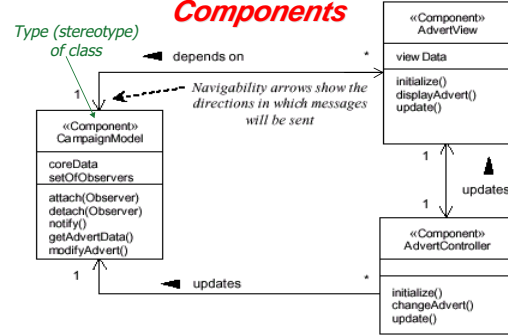 Components
Type (stereotype)
of class
depends on
*
1
Navigability arrows show the
directions in which messages
will be sent
«Component»
AdvertView
view Data
initialize()
displayAdvert()
update()
«Component»
CampaignModel
coreData
setOfObservers
attach(Observer)
detach(Observer)
notify()
getAdvertData()
modifyAdvert()
1
updates
1
«Component»
AdvertController
initialize()
changeAdvert()
update()
1
updates
*